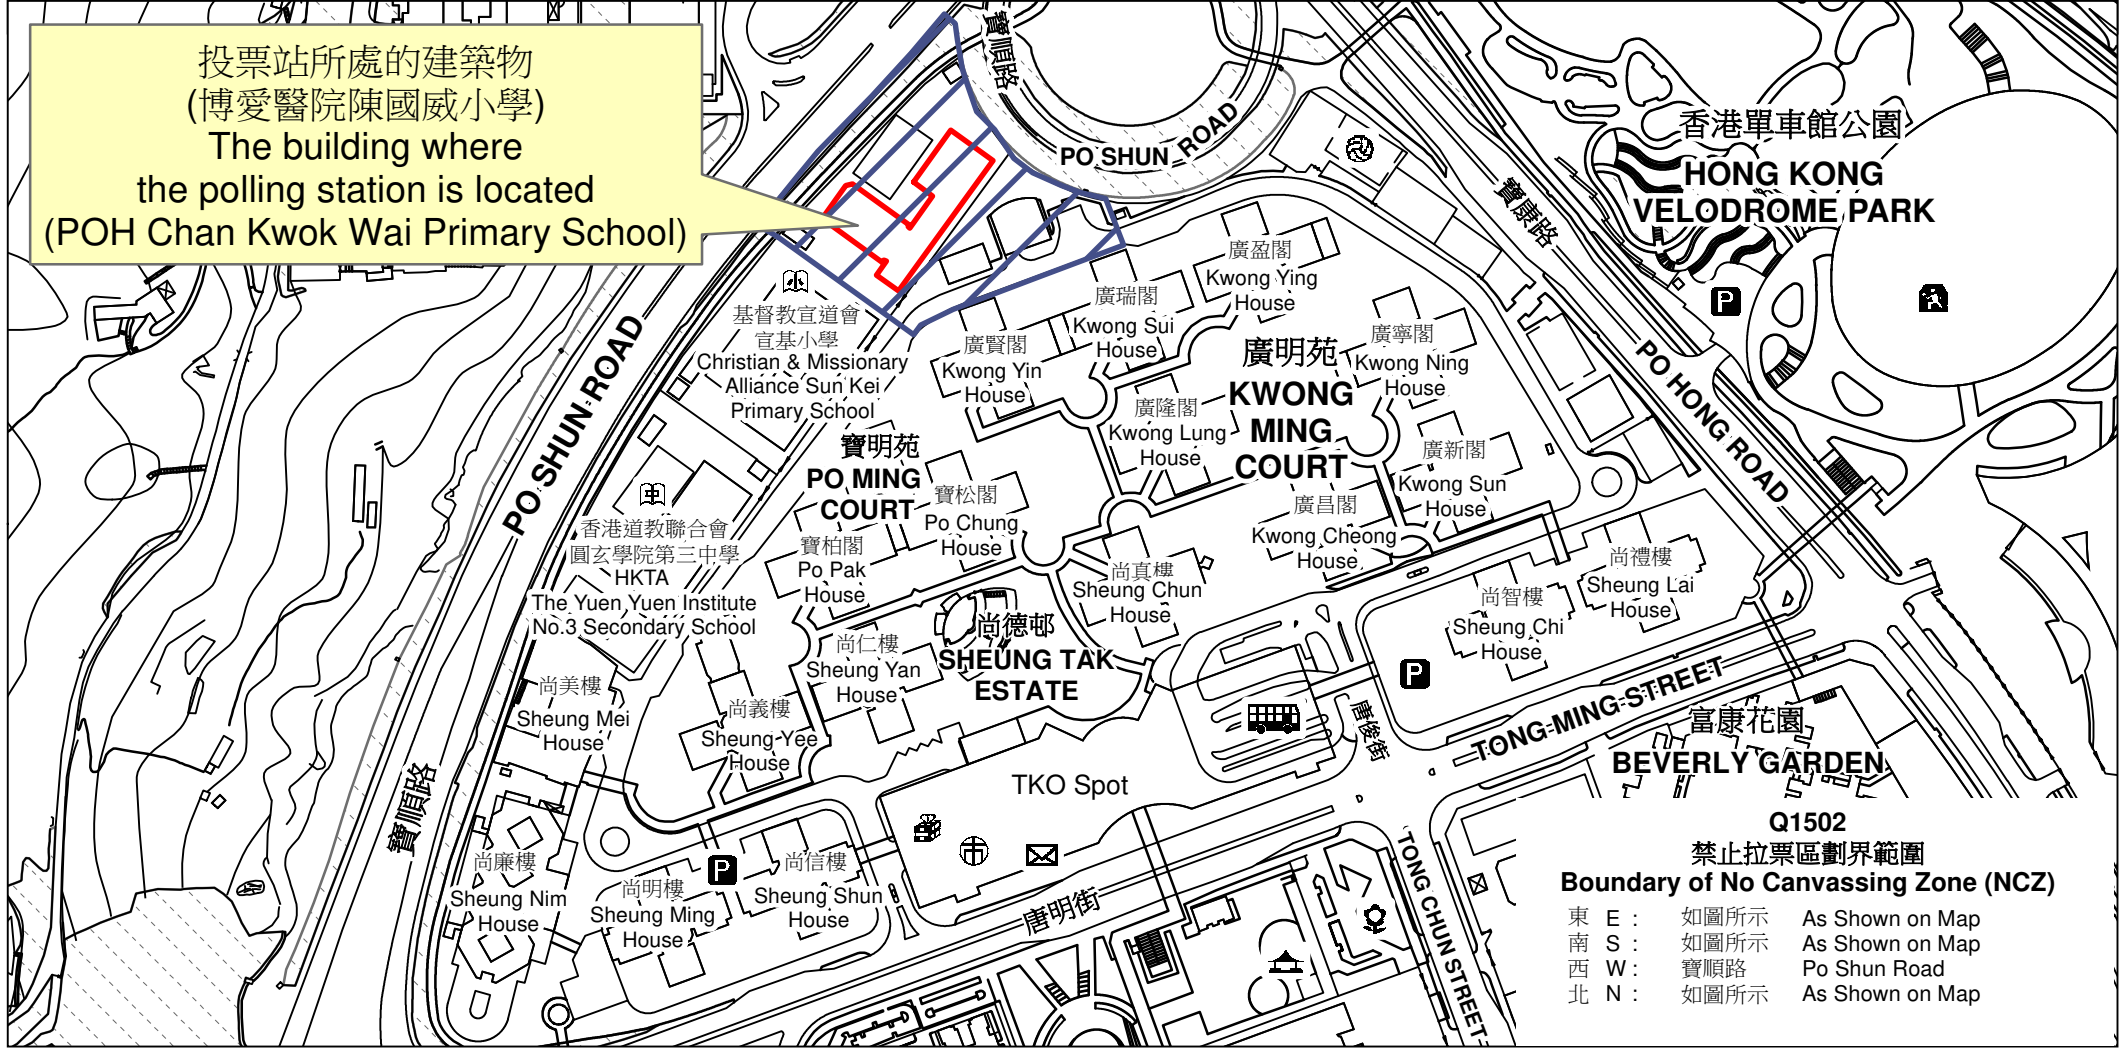 投票站所處的建築物
(博愛醫院陳國威小學)
The building where
the polling station is located
(POH Chan Kwok Wai Primary School)
寶順路
PO SHUN ROAD
香港單車館公園
HONG KONG
VELODROME PARK
寶康路
PO HONG ROAD
P
基督教宣道會
宣基小學
Christian & Missionary
Alliance Sun Kei
Primary School
小
廣賢閣
Kwong Yin
House
廣瑞閣
Kwong Sui
House
廣盈閣
Kwong Ying
House
廣明苑
KWONG
MING
COURT
廣寧閣
Kwong Ning
House
廣隆閣
Kwong Lung
House
廣新閣
Kwong Sun
House
廣昌閣
Kwong Cheong
House
PO SHUN ROAD
寶順路
寶明苑
PO MING
COURT
寶松閣
Po Chung
House
寶柏閣
Po Pak
House
中
香港道教聯合會
圓玄學院第三中學
HKTA
The Yuen Yuen Institute
No.3 Secondary School
尚真樓
Sheung Chun
House
尚德邨
SHEUNG TAK
ESTATE
尚仁樓
Sheung Yan
House
尚義樓
Sheung Yee
House
尚美樓
Sheung Mei
House
尚廉樓
Sheung Nim
House
尚明樓
Sheung Ming
House
P
尚信樓
Sheung Shun
House
尚智樓
Sheung Chi
House
尚禮樓
Sheung Lai
House
P
TKO Spot
市
唐俊街
TONG CHUN STREET
唐明街
TONG MING STREET
富康花園
BEVERLY GARDEN
Q1502
禁止拉票區劃界範圍
Boundary of No Canvassing Zone (NCZ)
東 E : 如圖所示 As Shown on Map
南 S : 如圖所示 As Shown on Map
西 W : 寶順路 Po Shun Road
北 N : 如圖所示 As Shown on Map